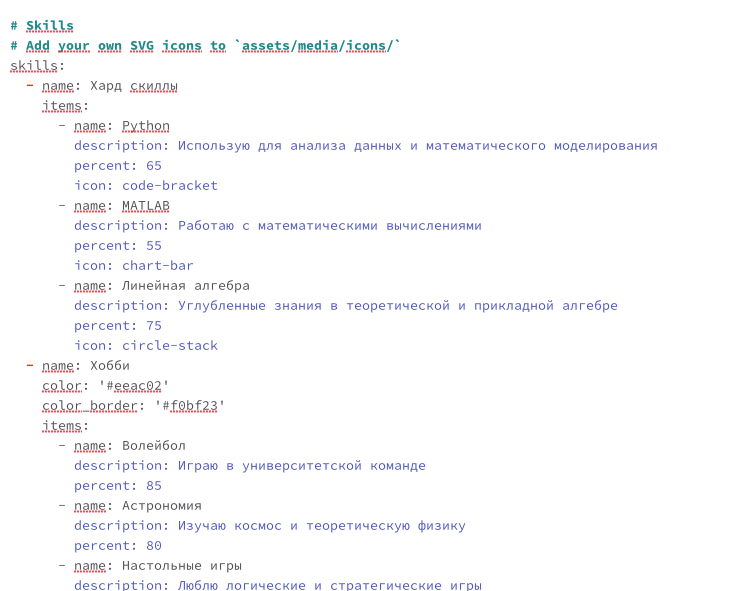 # Skills
# Add your own SVG icons to `assets/media/icons/`
skills:
  - name: Хард скиллы
    items:
      - name: Python
        description: Использую для анализа данных и математического моделирования
        percent: 65
        icon: code-bracket
      - name: MATLAB
        description: Работаю с математическими вычислениями
        percent: 55
        icon: chart-bar
      - name: Линейная алгебра
        description: Углубленные знания в теоретической и прикладной алгебре
        percent: 75
        icon: circle-stack
  - name: Хобби
    color: '#eeac02'
    color_border: '#f0bf23'
    items:
      - name: Волейбол
        description: Играю в университетской команде
        percent: 85
      - name: Астрономия
        description: Изучаю космос и теоретическую физику
        percent: 80
      - name: Настольные игры
        description: Люблю логические и стратегические игры